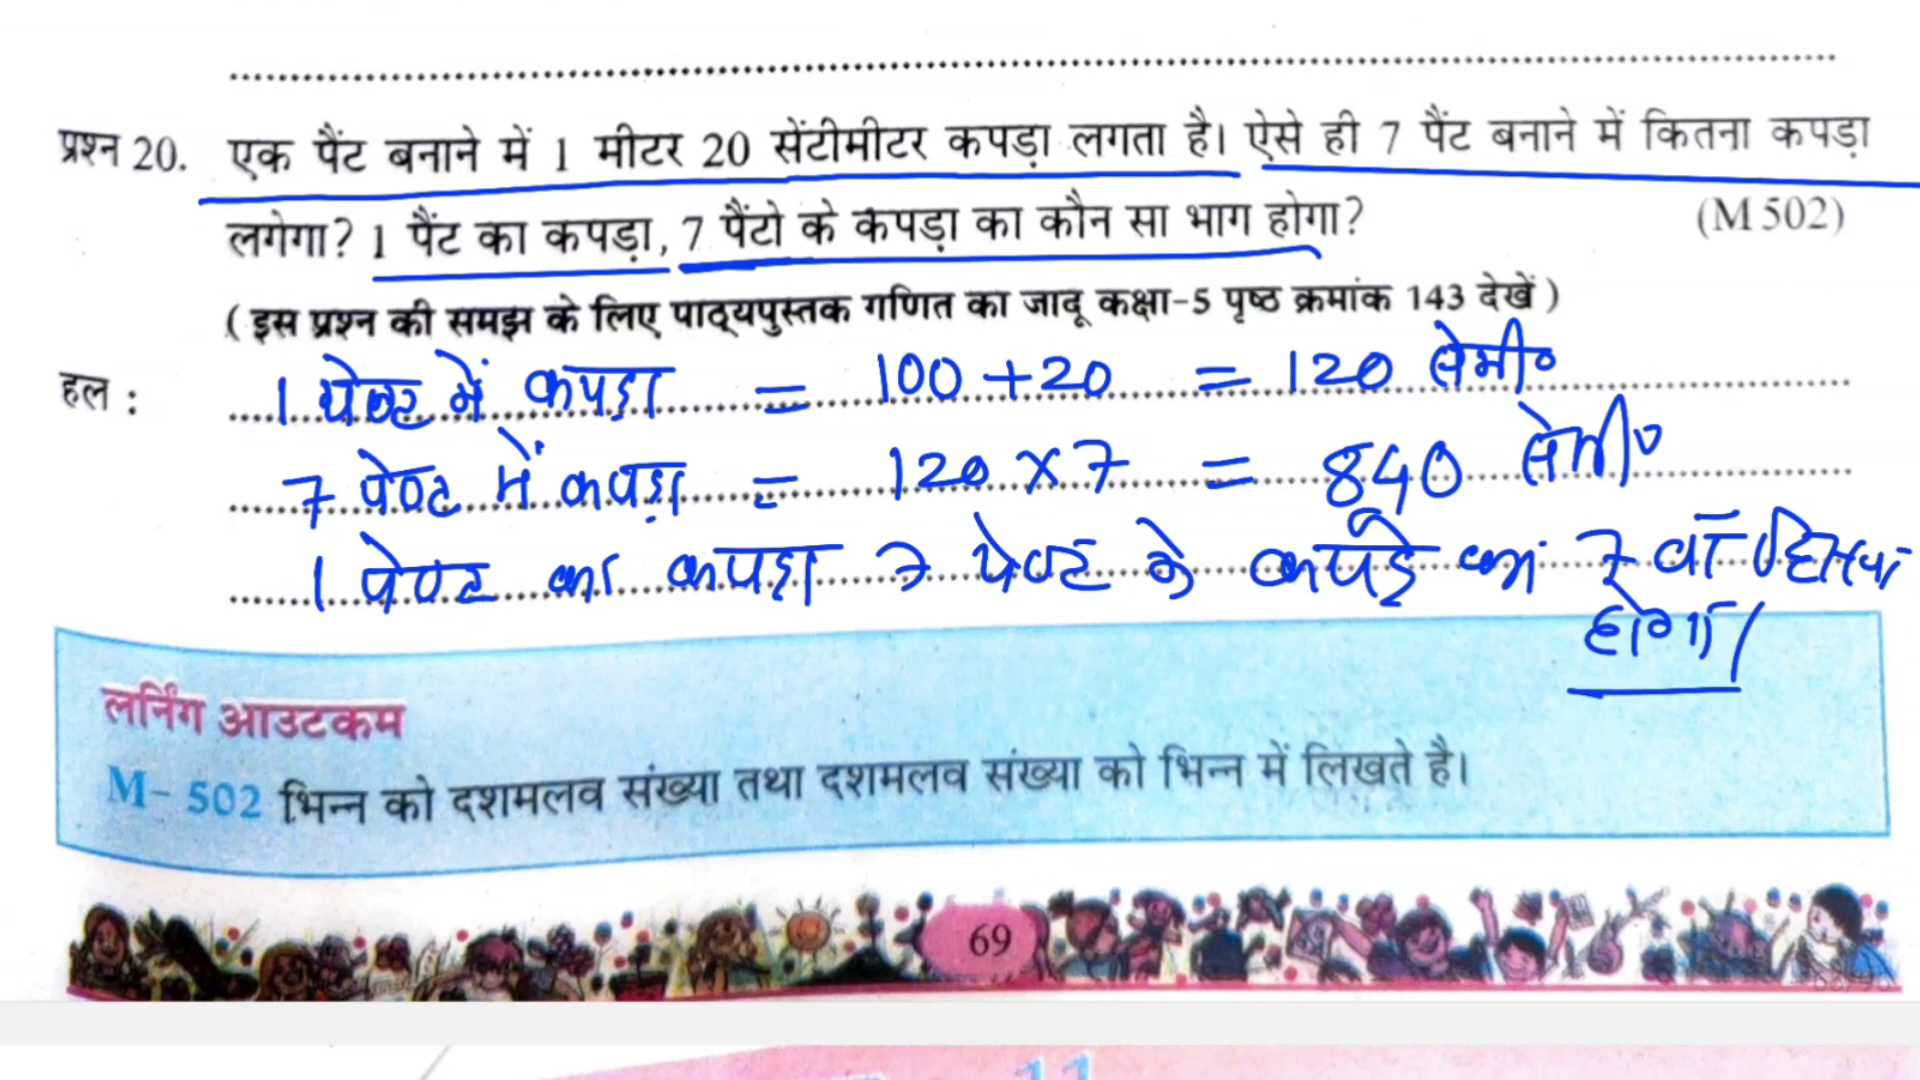 प्रश्न 20. एक पैंट बनाने में 1 मीटर 20 सेंटीमीटर कपड़ा लगता है। ऐसे ही 7 पैंट बनाने में कितना कपड़ा
लगेगा? 1 पैंट का कपड़ा, 7 पैंटो के कपड़ा का कौन सा भाग होगा? (M 502)
(इस प्रश्न की समझ के लिए पाठ्यपुस्तक गणित का जादू कक्षा-5 पृष्ठ क्रमांक 143 देखें)
हल : 1 पेण्ट में कपड़ा = 100 + 20 = 120 सेमी०
7 पेण्ट में कपड़ा = 120 × 7 = 840 सेमी०
1 पेण्ट का कपड़ा 7 पेण्ट के कपड़े का 7 वाँ हिस्सा
होगा।
लर्निंग आउटकम
M- 502 भिन्न को दशमलव संख्या तथा दशमलव संख्या को भिन्न में लिखते है।
69